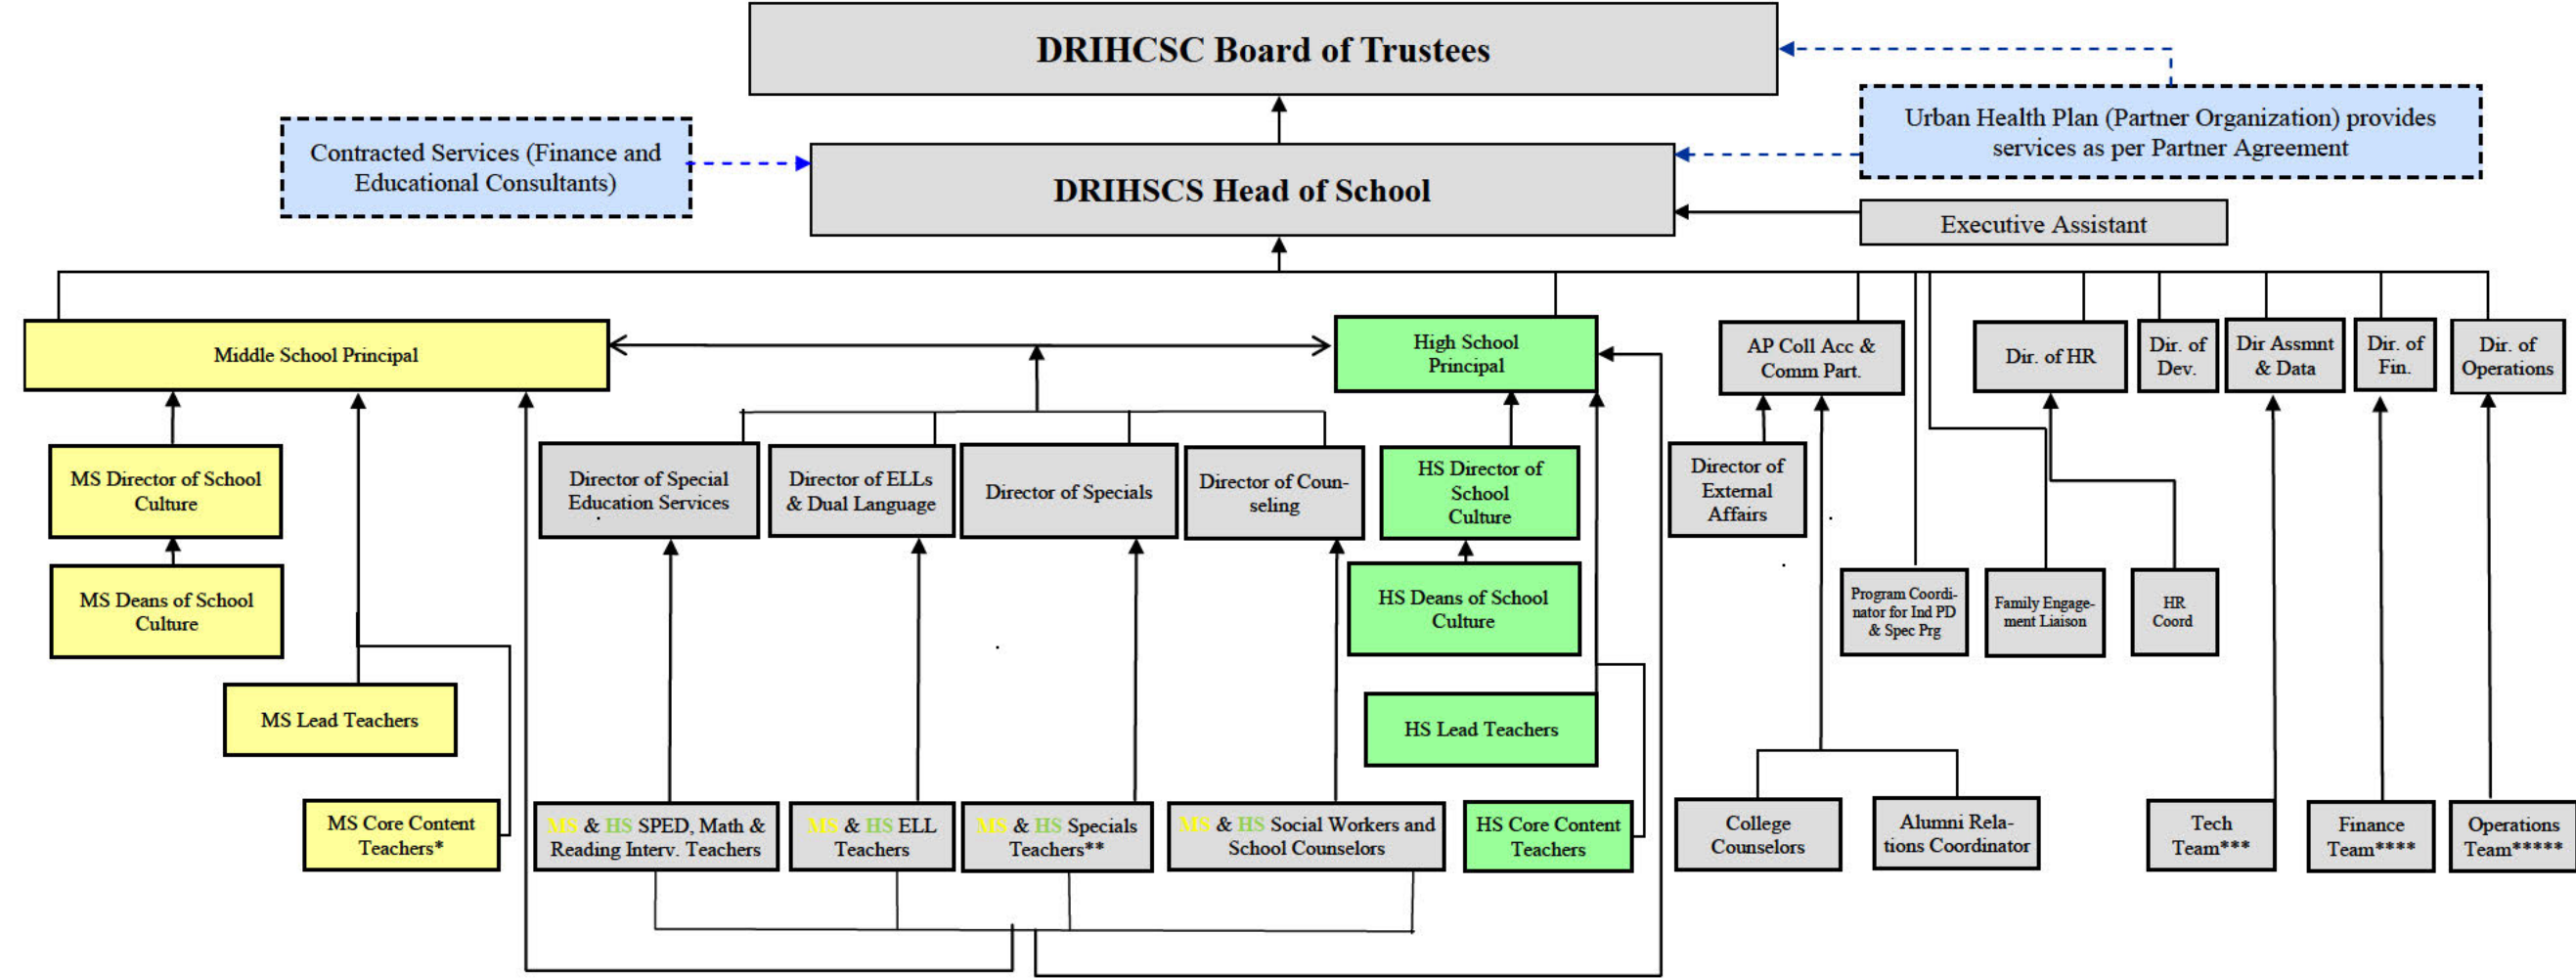 DRIHCSC Board of Trustees
Urban Health Plan (Partner Organization) provides
services as per Partner Agreement
Contracted Services (Finance and
Educational Consultants)
DRIHSCS Head of School
Executive Assistant
Middle School Principal
High School
Principal
AP Coll Acc &
Comm Part.
Dir. of HR
Dir. of
Dev.
Dir Assmnt
& Data
Dir. of
Fin.
Dir. of
Operations
MS Director of School
Culture
Director of Special
Education Services
Director of ELLs
& Dual Language
Director of Specials
Director of Coun-
seling
HS Director of
School
Culture
Director of
External
Affairs
MS Deans of School
Culture
HS Deans of School
Culture
Program Coordi-
nator for Ind PD
& Spec Prg
Family Engage-
ment Liaison
HR
Coord
MS Lead Teachers
HS Lead Teachers
MS Core Content
Teachers*
MS & HS SPED, Math &
Reading Interv. Teachers
MS & HS ELL
Teachers
MS & HS Specials
Teachers**
MS & HS Social Workers and
School Counselors
HS Core Content
Teachers
College
Counselors
Alumni Rela-
tions Coordinator
Tech
Team***
Finance
Team****
Operations
Team*****